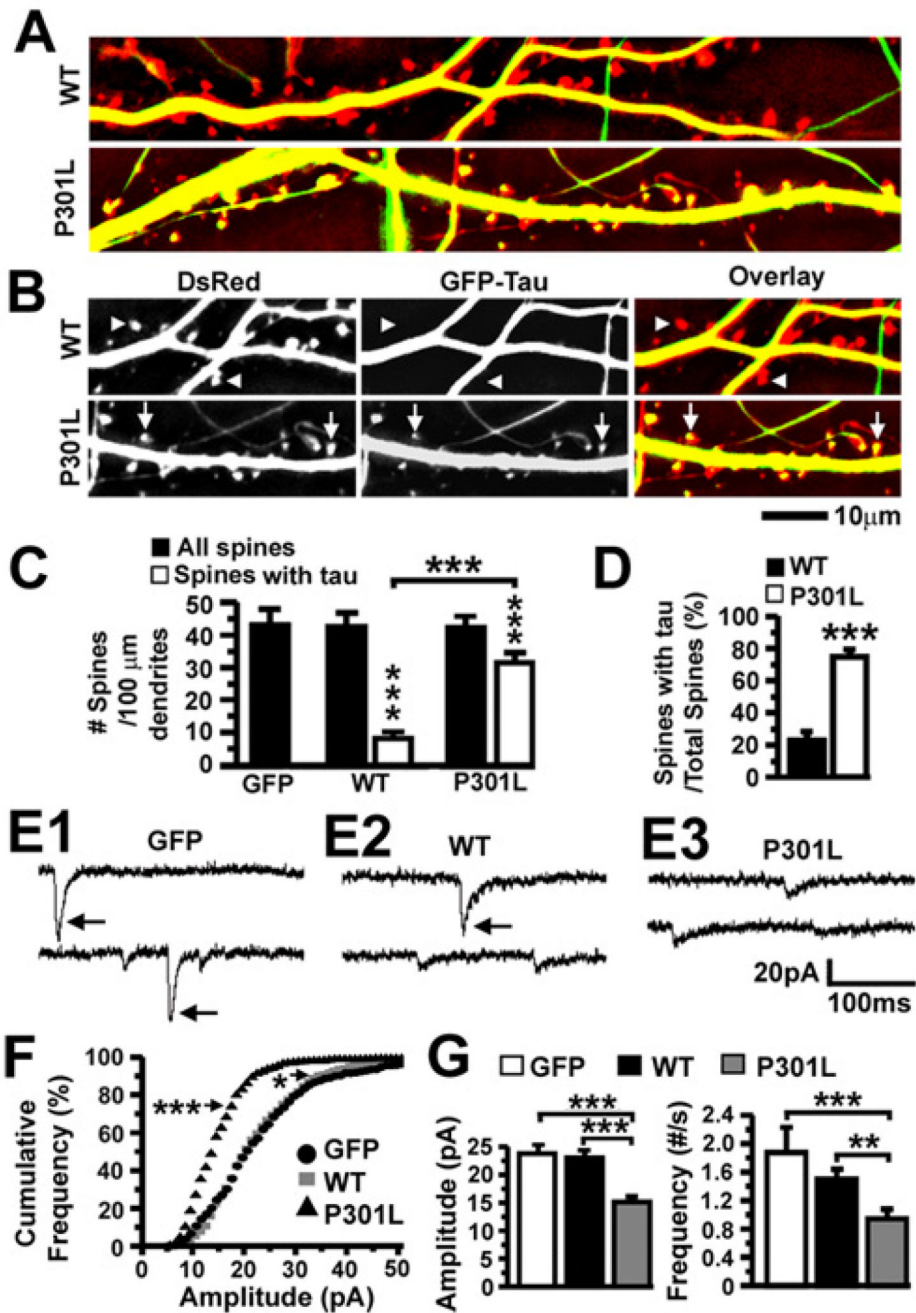 A
WT
P301L
B
DsRed GFP-Tau Overlay
WT
P301L
10μm
C
All spines
Spines with tau
***
# Spines
/100 μm
dendrites
50
40
30
20
10
0
***
***
GFP WT P301L
D
WT
P301L
Spines with tau
/Total Spines (%)
100
80
60
40
20
0
***
E1 GFP
E2 WT
E3 P301L
20pA
100ms
F
Cumulative
Frequency (%)
100
80
60
40
20
0
***
*
GFP
WT
P301L
0 10 20 30 40 50
Amplitude (pA)
G
GFP WT P301L
Amplitude (pA)
25
20
15
10
5
0
***
***
Frequency (#/s)
2.4
2.0
1.6
1.2
0.8
0.4
0
***
**